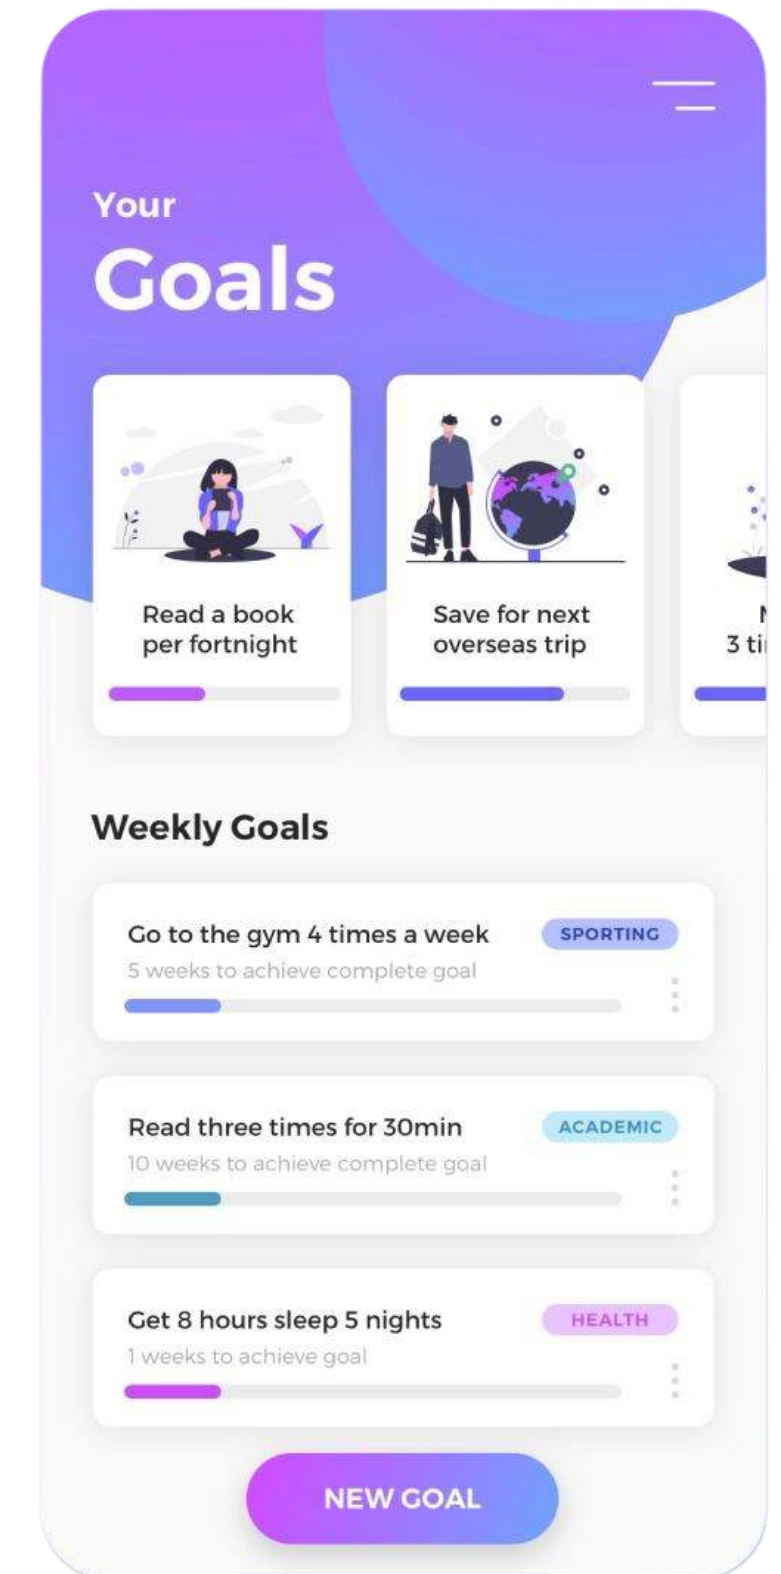 Your
Goals
Read a book
per fortnight
Save for next
overseas trip
3
Weekly Goals
Go to the gym 4 times a week
SPORTING
5 weeks to achieve complete goal
Read three times for 30min
ACADEMIC
10 weeks to achieve complete goal
Get 8 hours sleep 5 nights
HEALTH
1 weeks to achieve goal
NEW GOAL